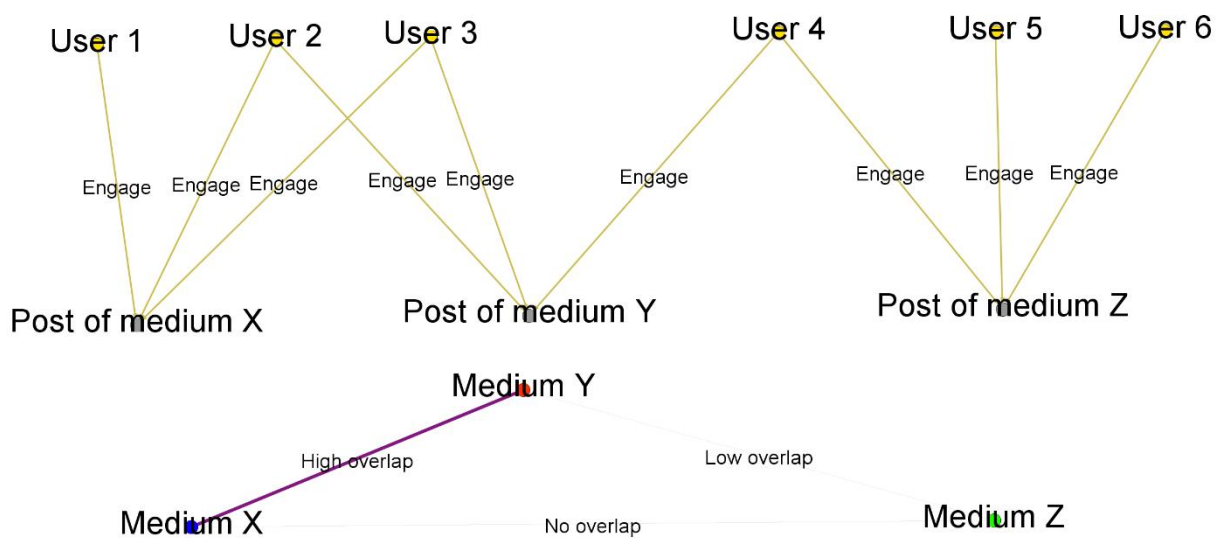 User 1
User 2
User 3
User 4
User 5
User 6
Engage
Engage
Engage
Engage
Engage
Engage
Engage
Engage
Engage
Post of medium X
Post of medium Y
Post of medium Z
Medium Y
High overlap
Low overlap
Medium X
No overlap
Medium Z